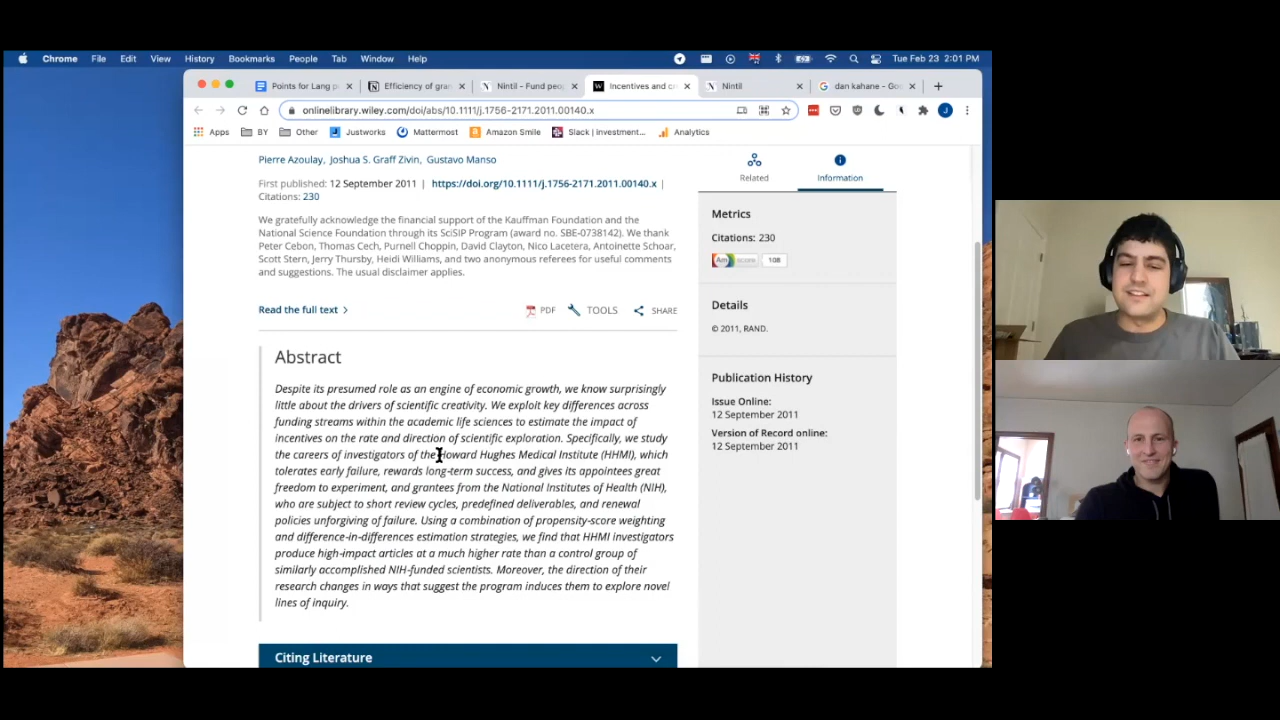 Chrome File Edit View History Bookmarks People Tab Window Help Tue Feb 23 2:01 PM
Points for Lang p × Efficiency of gran × Nintil – Fund peop × Incentives and cr × Nintil × dan kahane - Goo × +
onlinelibrary.wiley.com/doi/abs/10.1111/j.1756-2171.2011.00140.x
J
Apps BY Other Justworks Mattermost Amazon Smile Slack | investment... Analytics
Pierre Azoulay, Joshua S. Graff Zivin, Gustavo Manso
First published: 12 September 2011 | https://doi.org/10.1111/j.1756-2171.2011.00140.x |
Citations: 230
We gratefully acknowledge the financial support of the Kauffman Foundation and the
National Science Foundation through its SciSIP Program (award no. SBE-0738142). We thank
Peter Cebon, Thomas Cech, Purnell Choppin, David Clayton, Nico Lacetera, Antoinette Schoar,
Scott Stern, Jerry Thursby, Heidi Williams, and two anonymous referees for useful comments
and suggestions. The usual disclaimer applies.
Read the full text >
PDF TOOLS SHARE
Abstract
Despite its presumed role as an engine of economic growth, we know surprisingly
little about the drivers of scientific creativity. We exploit key differences across
funding streams within the academic life sciences to estimate the impact of
incentives on the rate and direction of scientific exploration. Specifically, we study
the careers of investigators of the Howard Hughes Medical Institute (HHMI), which
tolerates early failure, rewards long-term success, and gives its appointees great
freedom to experiment, and grantees from the National Institutes of Health (NIH),
who are subject to short review cycles, predefined deliverables, and renewal
policies unforgiving of failure. Using a combination of propensity-score weighting
and difference-in-differences estimation strategies, we find that HHMI investigators
produce high-impact articles at a much higher rate than a control group of
similarly accomplished NIH-funded scientists. Moreover, the direction of their
research changes in ways that suggest the program induces them to explore novel
lines of inquiry.
Citing Literature
Related Information
Metrics
Citations: 230
Am score 108
Details
© 2011, RAND.
Publication History
Issue Online:
12 September 2011
Version of Record online:
12 September 2011